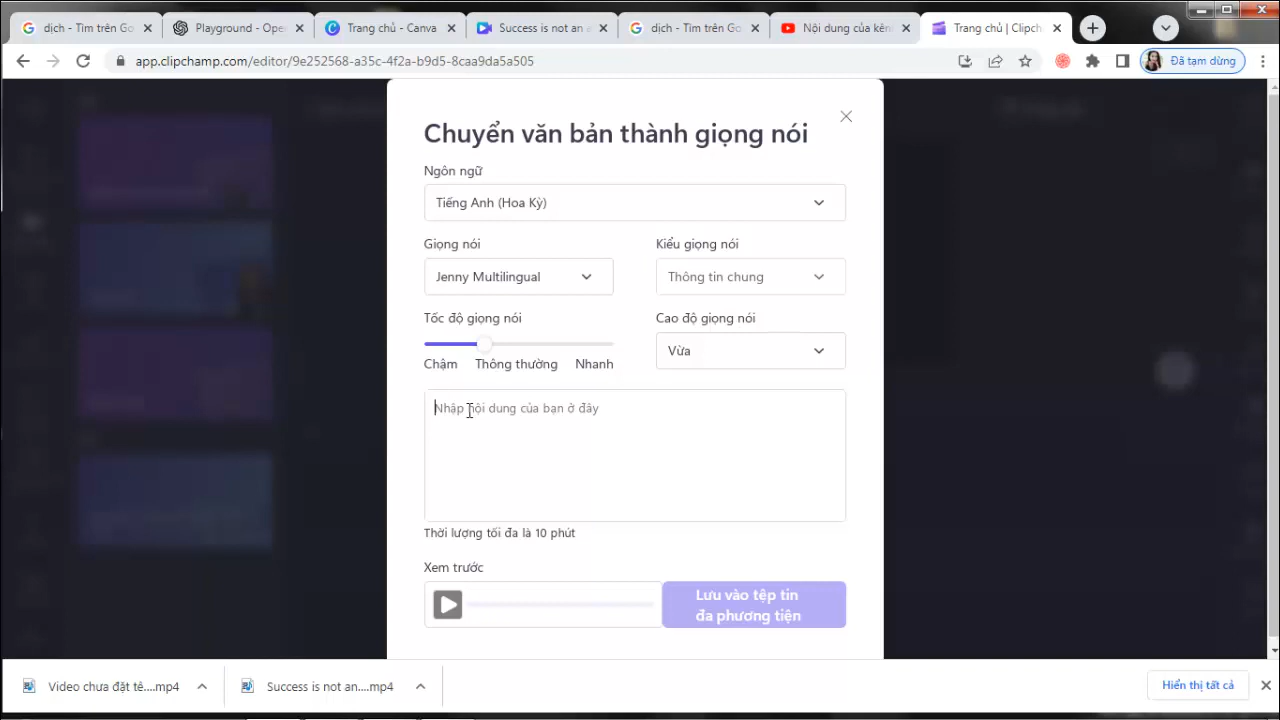 dịch - Tìm trên Go
Playground - Ope
Trang chủ - Canva
Success is not an a
dịch - Tìm trên Go
Nội dung của kên
Trang chủ | Clipch
app.clipchamp.com/editor/9e252568-a35c-4f2a-b9d5-caa9da5a505
Đã tạm dừng
Chuyển văn bản thành giọng nói
Ngôn ngữ
Tiếng Anh (Hoa Kỳ)
Giọng nói
Kiểu giọng nói
Jenny Multilingual
Thông tin chung
Tốc độ giọng nói
Cao độ giọng nói
Vừa
Chậm Thông thường Nhanh
Nhập nội dung của bạn ở đây
Thời lượng tối đa là 10 phút
Xem trước
Lưu vào tệp tin
đa phương tiện
Video chưa đặt tê....mp4
Success is not an....mp4
Hiển thị tất cả